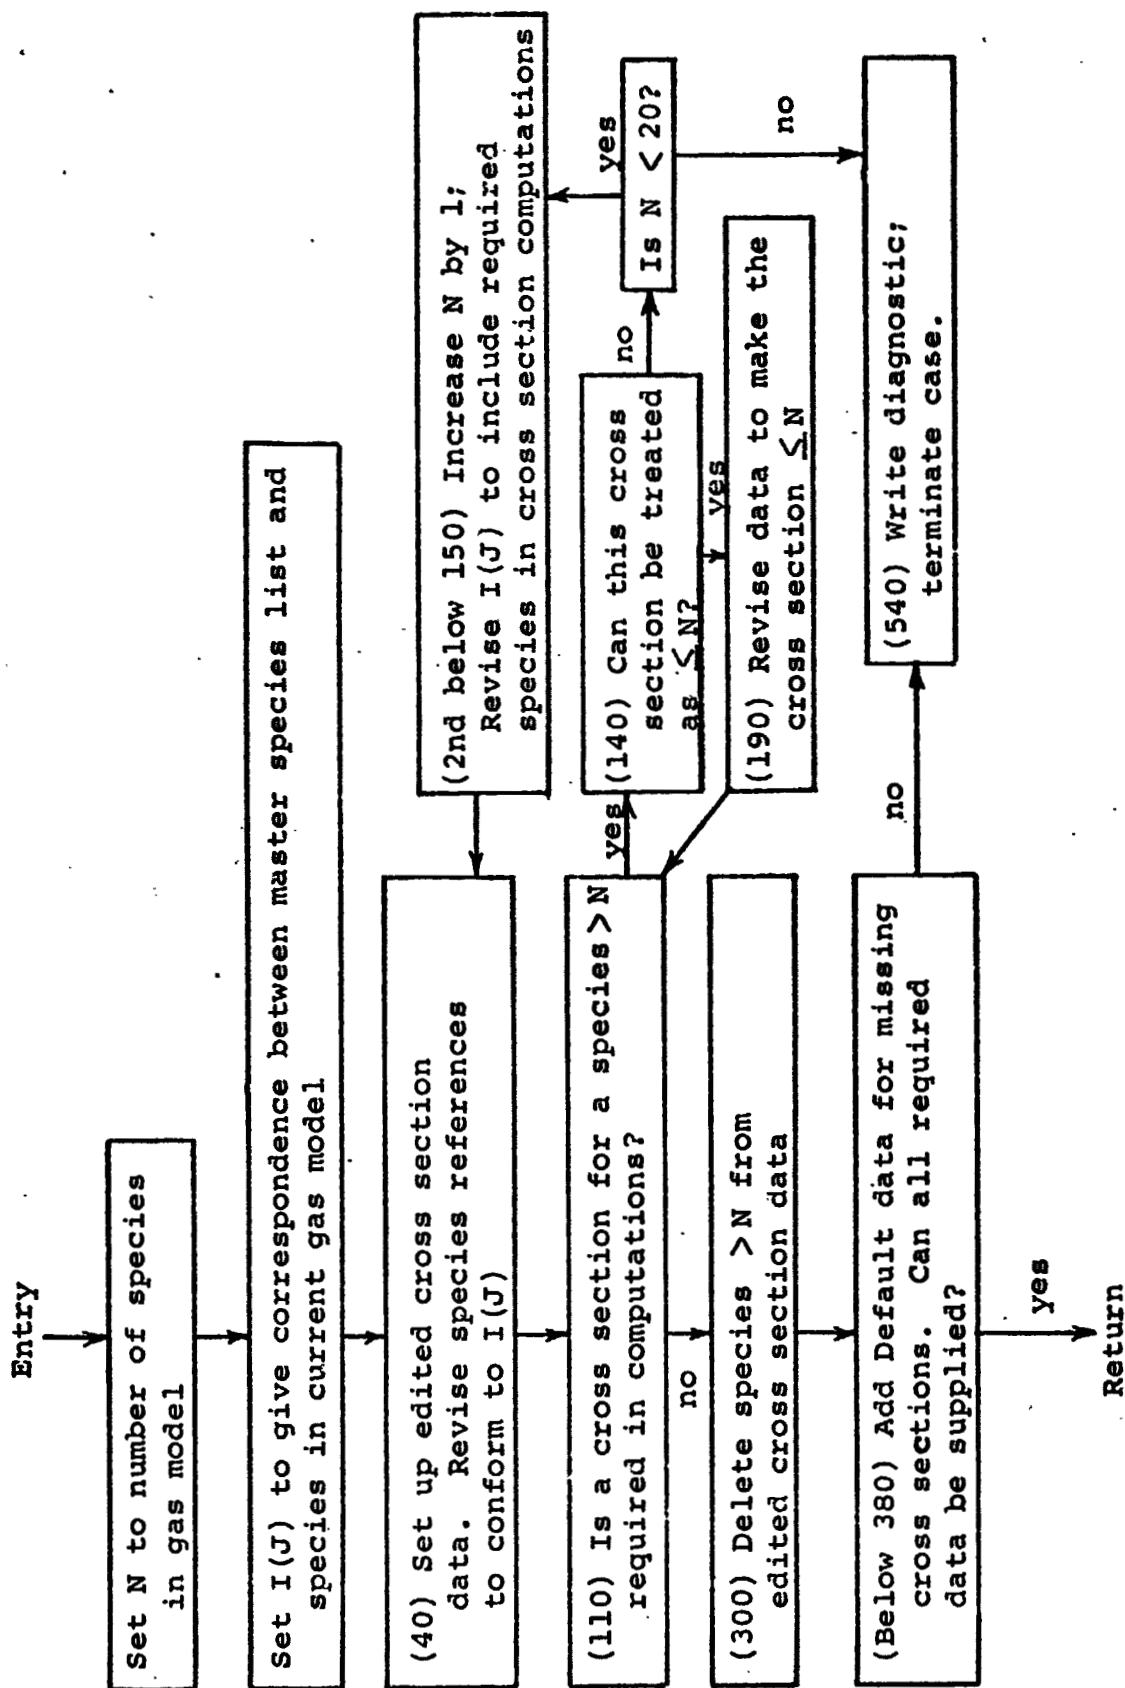 Entry
Set N to number of species
in gas model
Set I(J) to give correspondence between master species list and
species in current gas model
(40) Set up edited cross section
data. Revise species references
to conform to I(J)
(2nd below 150) Increase N by 1;
Revise I(J) to include required
species in cross section computations
(110) Is a cross section for a species > N
required in computations?
yes
(140) Can this cross
section be treated
as ≤ N?
no
Is N < 20?
yes
no
yes
(190) Revise data to make the
cross section ≤ N
no
(300) Delete species > N from
edited cross section data
(Below 380) Add Default data for missing
cross sections. Can all required
data be supplied?
no
(540) Write diagnostic;
terminate case.
yes
Return